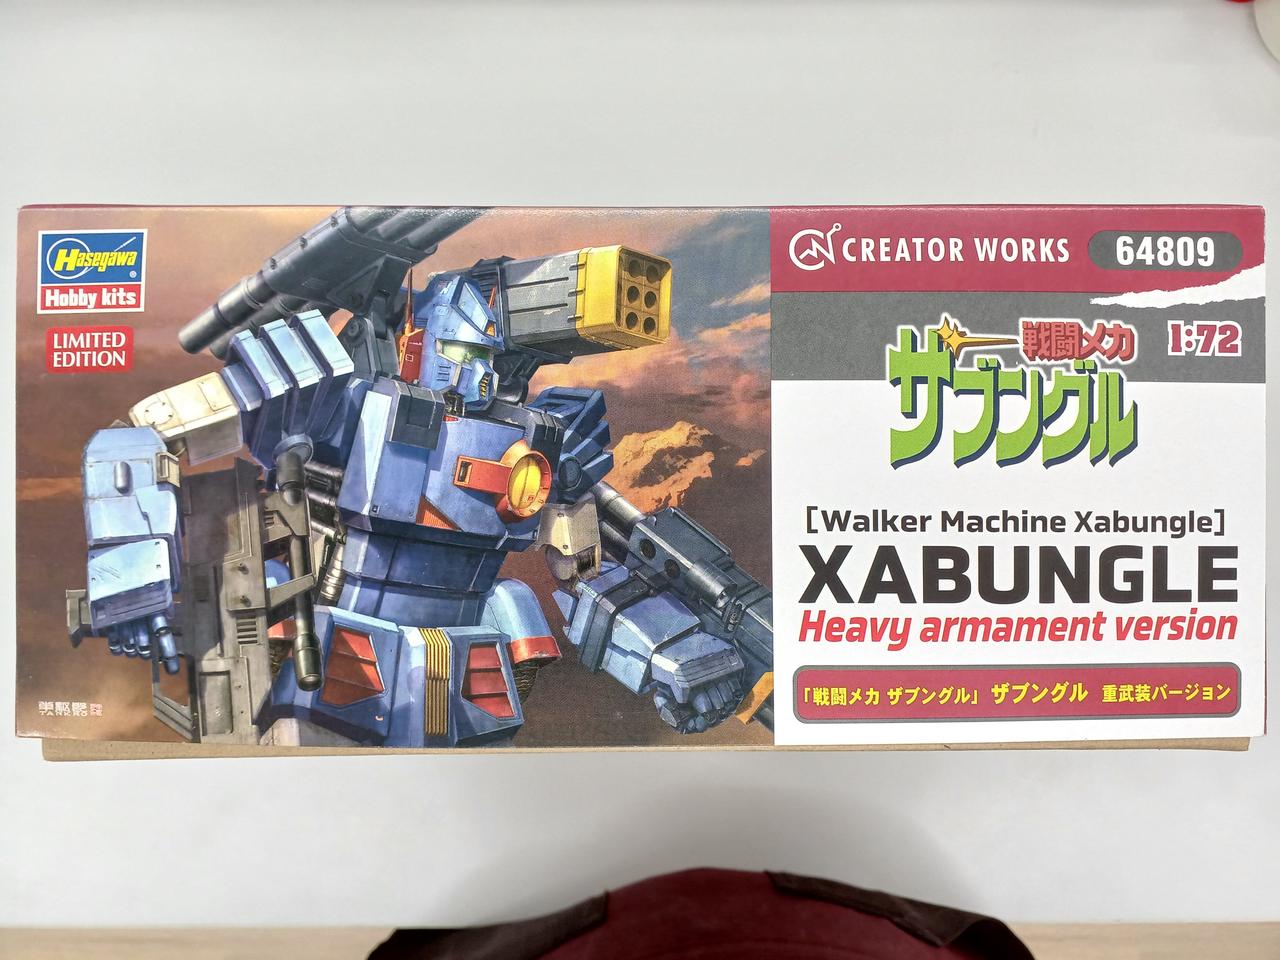 Hasegawa
Hobby kits
LIMITED
EDITION
CREATOR WORKS
64809
戦闘メカ
ザブングル
1:72
[Walker Machine Xabungle]
XABUNGLE
Heavy armament version
「戦闘メカ ザブングル」 ザブングル 重武装バージョン